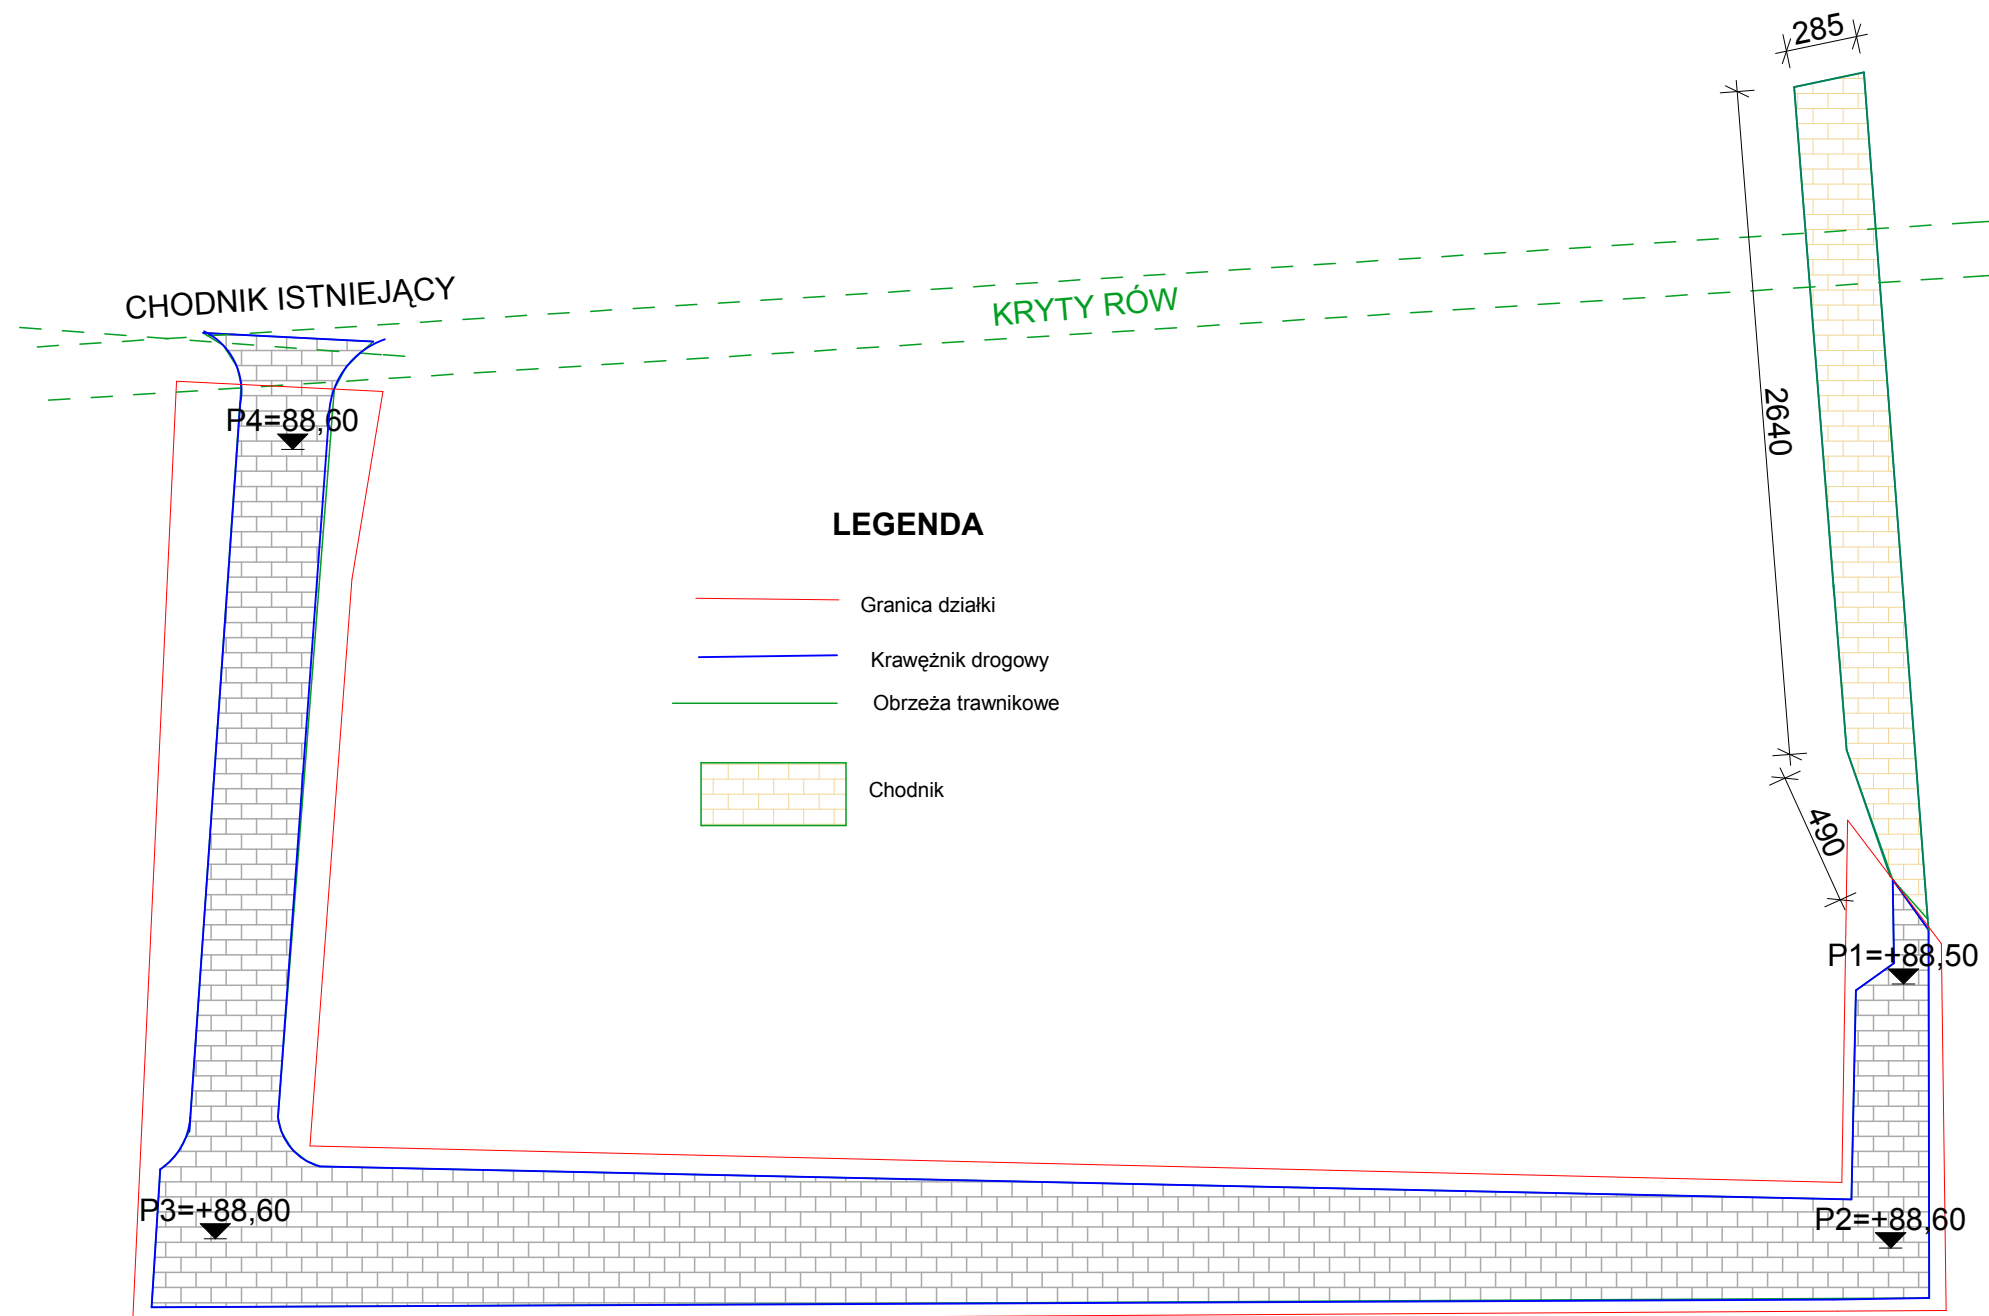 285
CHODNIK ISTNIEJĄCY
KRYTY RÓW
2640
P4=88,60
LEGENDA
Granica działki
Krawężnik drogowy
Obrzeża trawnikowe
Chodnik
490
P1=+88,50
P3=+88,60
P2=+88,60